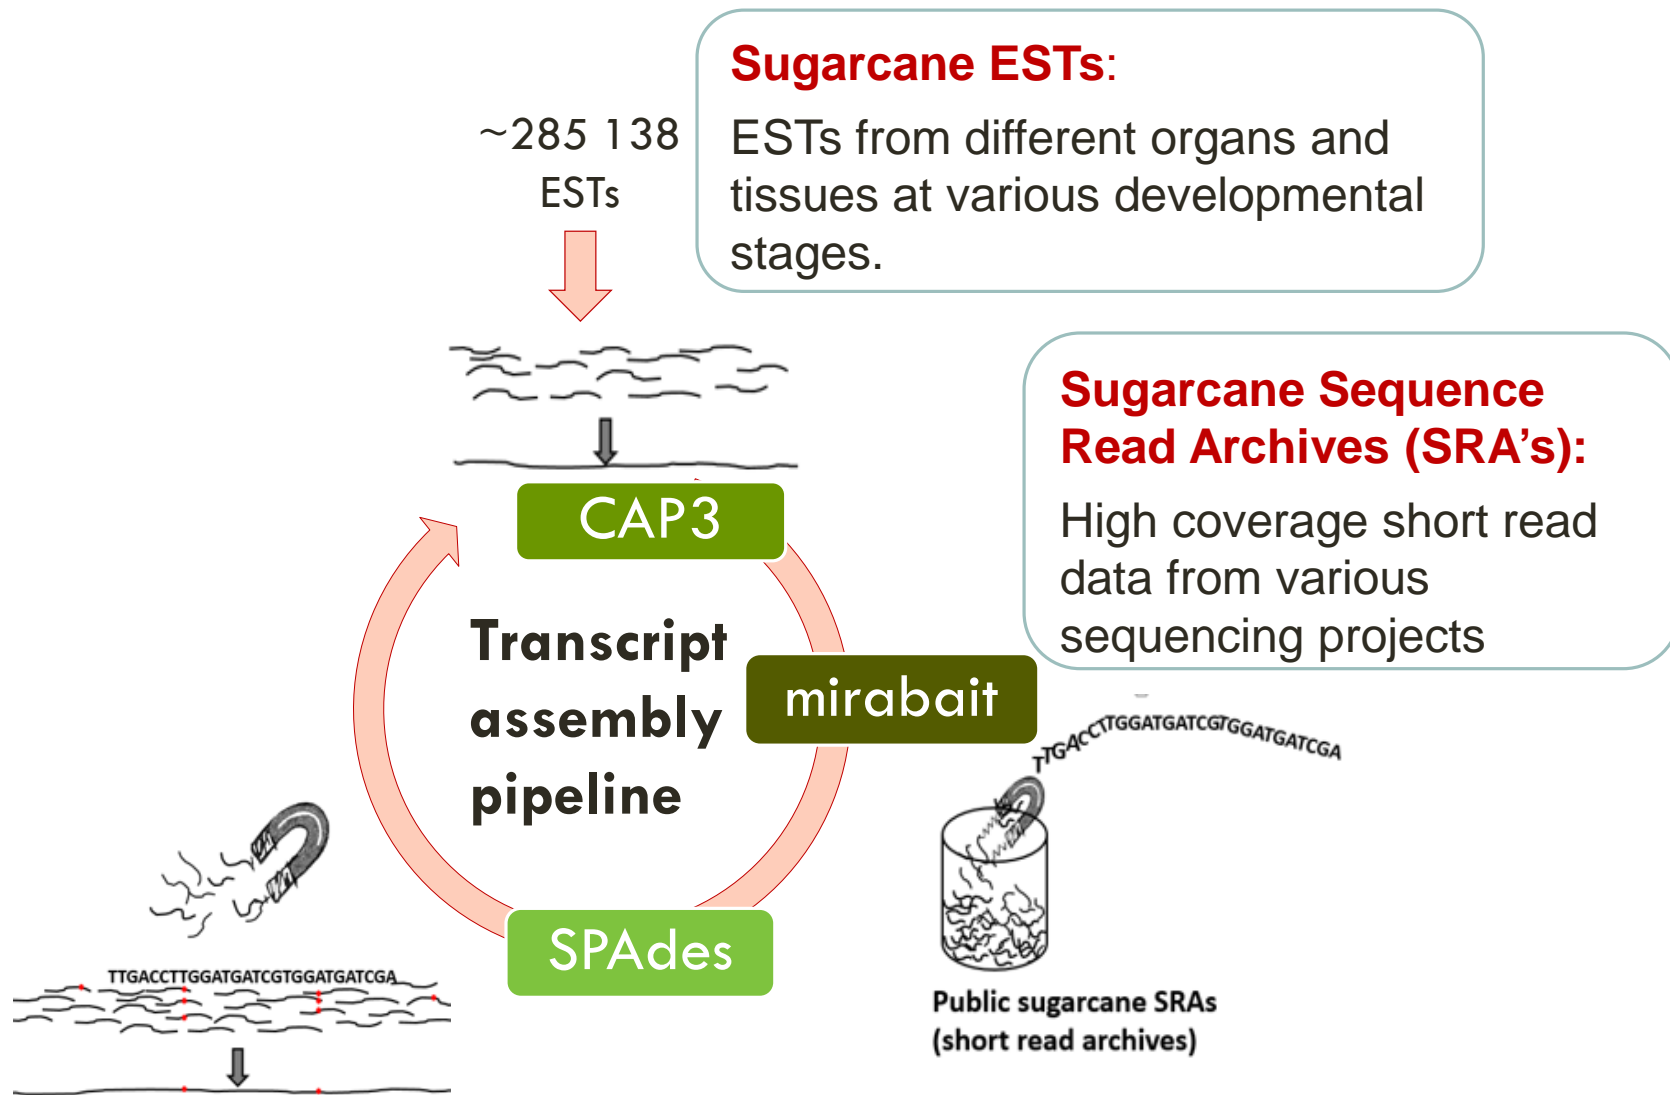 Sugarcane ESTs:
ESTs from different organs and
tissues at various developmental
stages.
~285 138
ESTs
Sugarcane Sequence
Read Archives (SRA’s):
High coverage short read
data from various
sequencing projects
CAP3
Transcript
assembly
pipeline
mirabait
TTGACCTTGGATGATCGTGGATGATCGA
SPAdes
TTGACCTTGGATGATCGTGGATGATCGA
Public sugarcane SRAs
(short read archives)